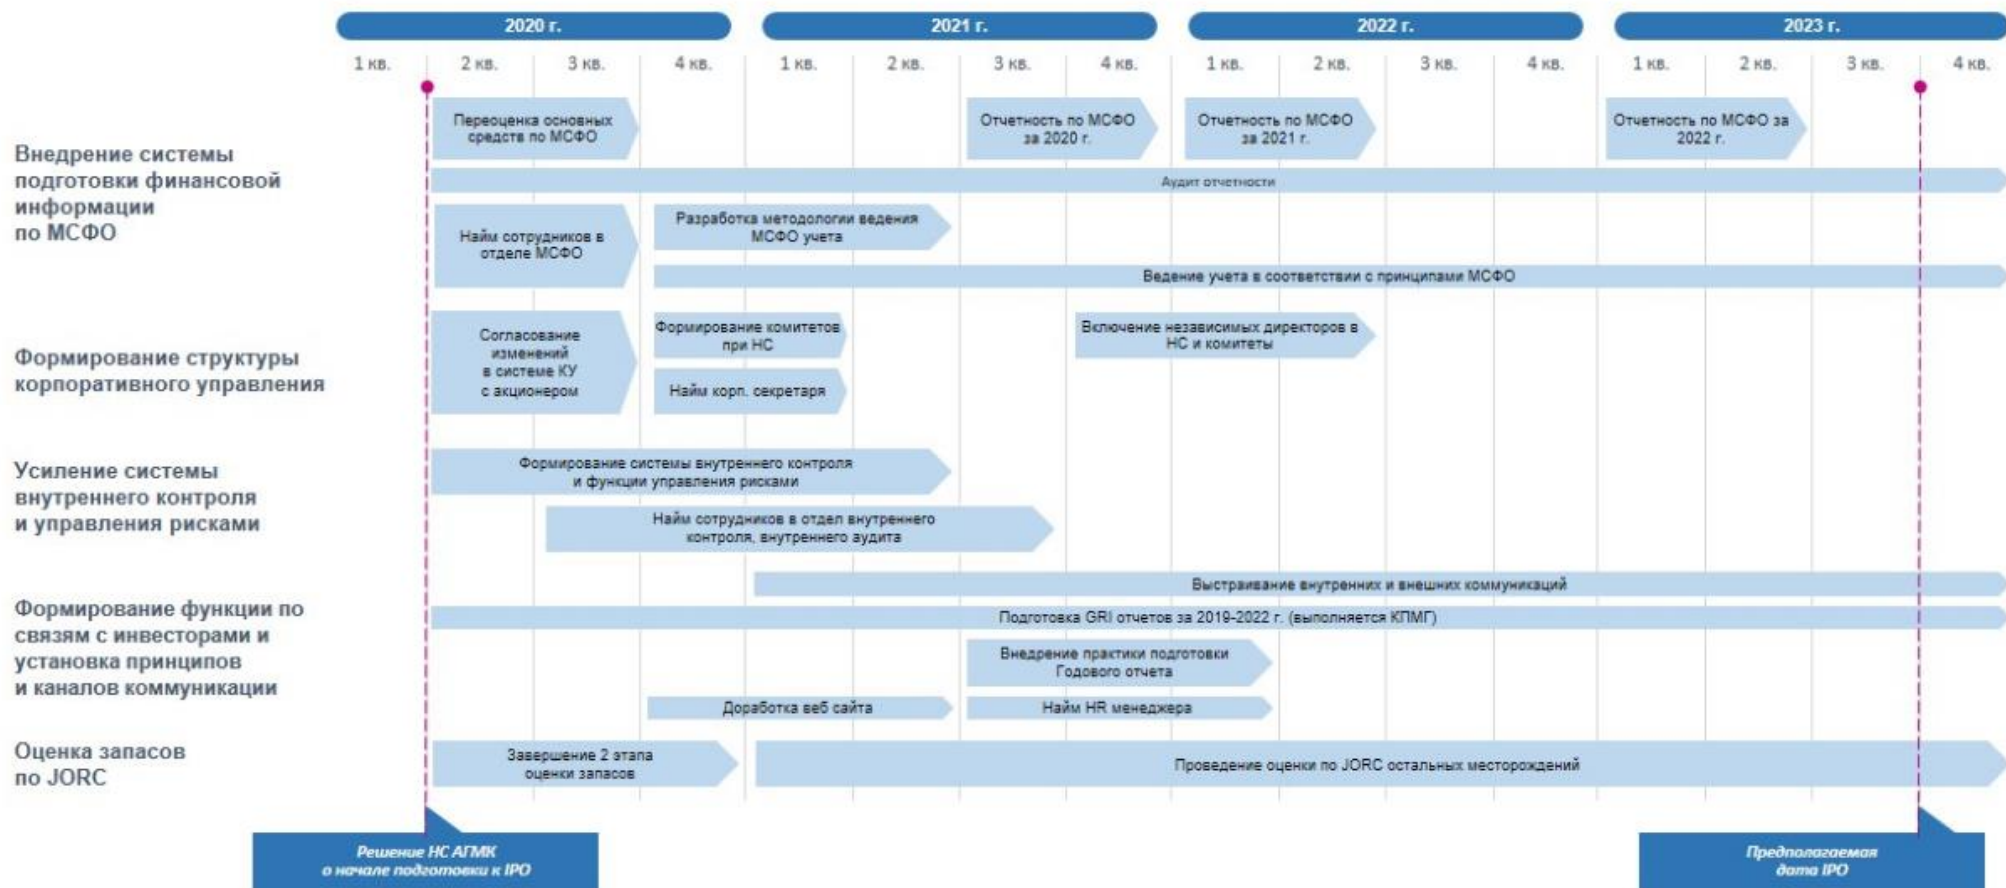 2020 г.
2021 г.
2022 г.
2023 г.
1 кв.
2 кв.
3 кв.
4 кв.
1 кв.
2 кв.
3 кв.
4 кв.
1 кв.
2 кв.
3 кв.
4 кв.
1 кв.
2 кв.
3 кв.
4 кв.
Внедрение системы
подготовки финансовой
информации
по МСФО
Переоценка основных
средств по МСФО
Отчетность по МСФО
за 2020 г.
Отчетность по МСФО
за 2021 г.
Отчетность по МСФО за
2022 г.
Аудит отчетности
Найм сотрудников в
отделе МСФО
Разработка методологии ведения
МСФО учета
Ведение учета в соответствии с принципами МСФО
Формирование структуры
корпоративного управления
Согласование
изменений
в системе КУ
с акционером
Формирование комитетов
при НС
Найм корп. секретаря
Включение независимых директоров в
НС и комитеты
Усиление системы
внутреннего контроля
и управления рисками
Формирование системы внутреннего контроля
и функции управления рисками
Найм сотрудников в отдел внутреннего
контроля, внутреннего аудита
Формирование функции по
связям с инвесторами и
установка принципов
и каналов коммуникации
Выстраивание внутренних и внешних коммуникаций
Подготовка GRI отчетов за 2019-2022 г. (выполняется КПМГ)
Внедрение практики подготовки
Годового отчета
Доработка веб сайта
Найм HR менеджера
Оценка запасов
по JORC
Завершение 2 этапа
оценки запасов
Проведение оценки по JORC остальных месторождений
Решение НС АГМК
о начале подготовки к IPO
Предполагаемая
дата IPO